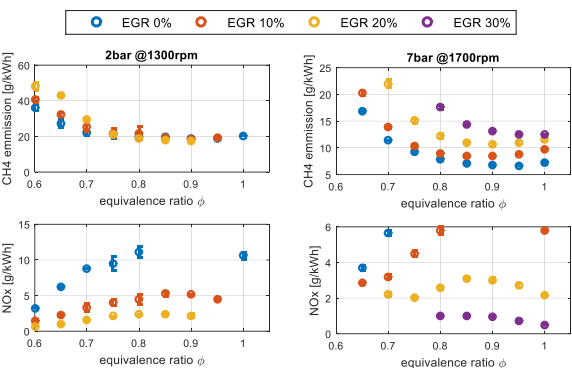 EGR 0% EGR 10% EGR 20% EGR 30%
2bar @1300rpm
CH4 emmission [g/kWh]
60
40
20
0
0.6 0.7 0.8 0.9 1
equivalence ratio ϕ
7bar @1700rpm
CH4 emmission [g/kWh]
25
20
15
10
5
0.6 0.7 0.8 0.9 1
equivalence ratio ϕ
NOx [g/kWh]
15
10
5
0
0.6 0.7 0.8 0.9 1
equivalence ratio ϕ
NOx [g/kWh]
6
4
2
0
0.6 0.7 0.8 0.9 1
equivalence ratio ϕ